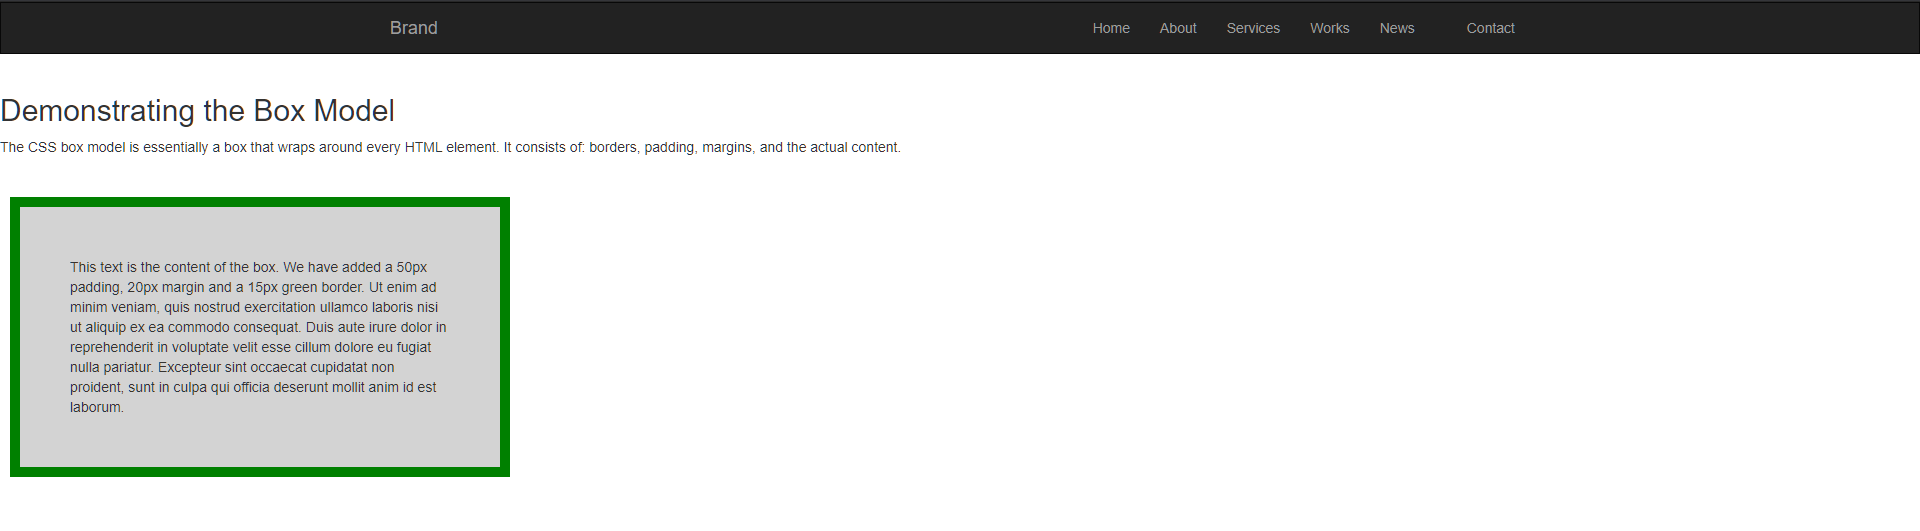 Brand Home About Services Works News Contact
Demonstrating the Box Model
The CSS box model is essentially a box that wraps around every HTML element. It consists of: borders, padding, margins, and the actual content.
This text is the content of the box. We have added a 50px
padding, 20px margin and a 15px green border. Ut enim ad
minim veniam, quis nostrud exercitation ullamco laboris nisi
ut aliquip ex ea commodo consequat. Duis aute irure dolor in
reprehenderit in voluptate velit esse cillum dolore eu fugiat
nulla pariatur. Excepteur sint occaecat cupidatat non
proident, sunt in culpa qui officia deserunt mollit anim id est
laborum.